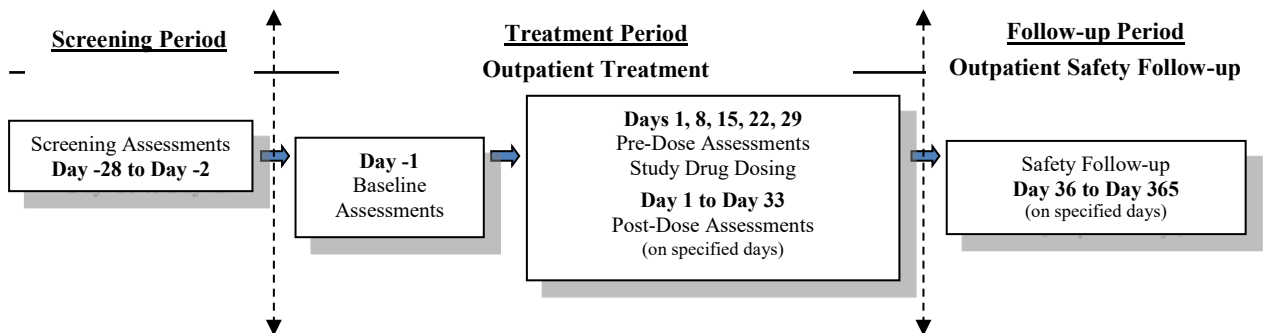 Screening Period
Treatment Period
Outpatient Treatment
Follow-up Period
Outpatient Safety Follow-up
Screening Assessments
Day -28 to Day -2
Day -1
Baseline
Assessments
Days 1, 8, 15, 22, 29
Pre-Dose Assessments
Study Drug Dosing
Day 1 to Day 33
Post-Dose Assessments
(on specified days)
Safety Follow-up
Day 36 to Day 365
(on specified days)